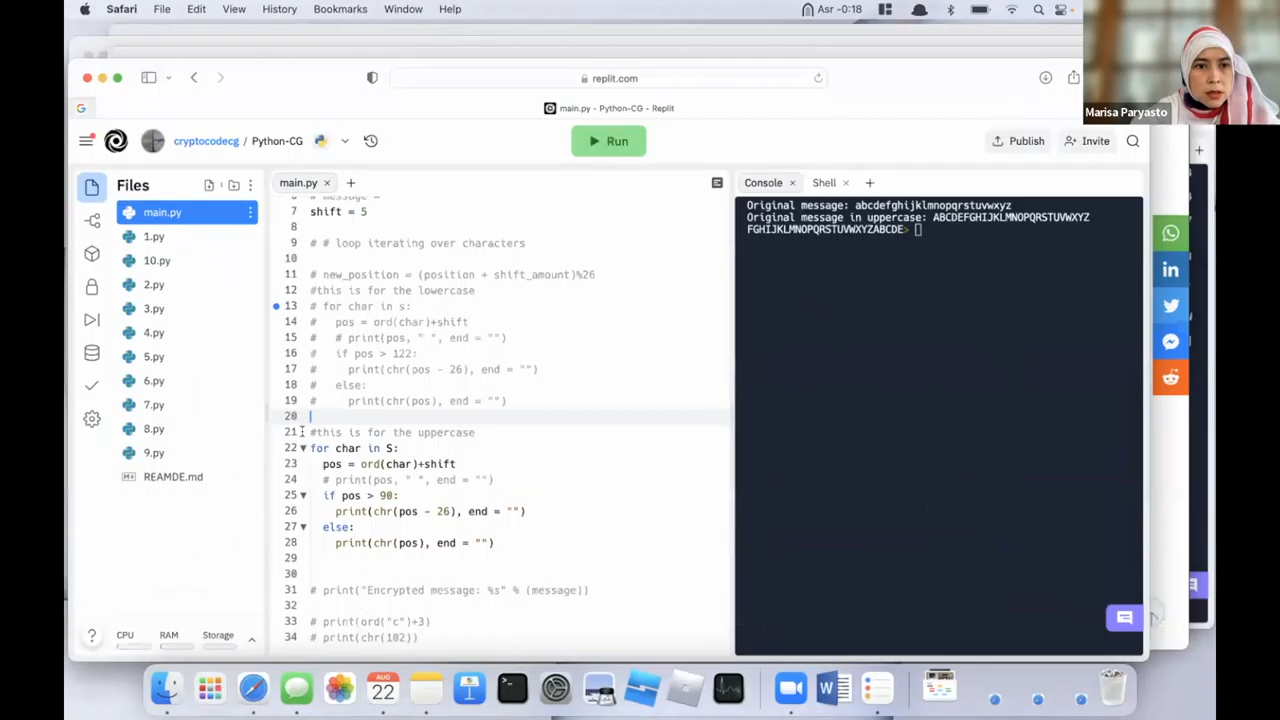 Safari File Edit View History Bookmarks Window Help
Asr -0:18
replit.com
main.py - Python-CG - Replit
Marisa Paryasto
cryptocodecg / Python-CG
Run
Publish
Invite
Files
main.py
1.py
10.py
2.py
3.py
4.py
5.py
6.py
7.py
8.py
9.py
REAMDE.md
CPU RAM Storage
main.py
# message =
7 shift = 5
8
9 # # loop iterating over characters
10
11 # new_position = (position + shift_amount)%26
12 #this is for the lowercase
13 # for char in s:
14 # pos = ord(char)+shift
15 # # print(pos, " ", end = "")
16 # if pos > 122:
17 # print(chr(pos - 26), end = "")
18 # else:
19 # print(chr(pos), end = "")
20
21 #this is for the uppercase
22 for char in S:
23 pos = ord(char)+shift
24 # print(pos, " ", end = "")
25 if pos > 90:
26 print(chr(pos - 26), end = "")
27 else:
28 print(chr(pos), end = "")
29
30
31 # print("Encrypted message: %s" % (message))
32
33 # print(ord("c")+3)
34 # print(chr(102))
Console Shell
Original message: abcdefghijklmnopqrstuvwxyz
Original message in uppercase: ABCDEFGHIJKLMNOPQRSTUVWXYZ
FGHIJKLMNOPQRSTUVWXYZABCDE>
AUG
22